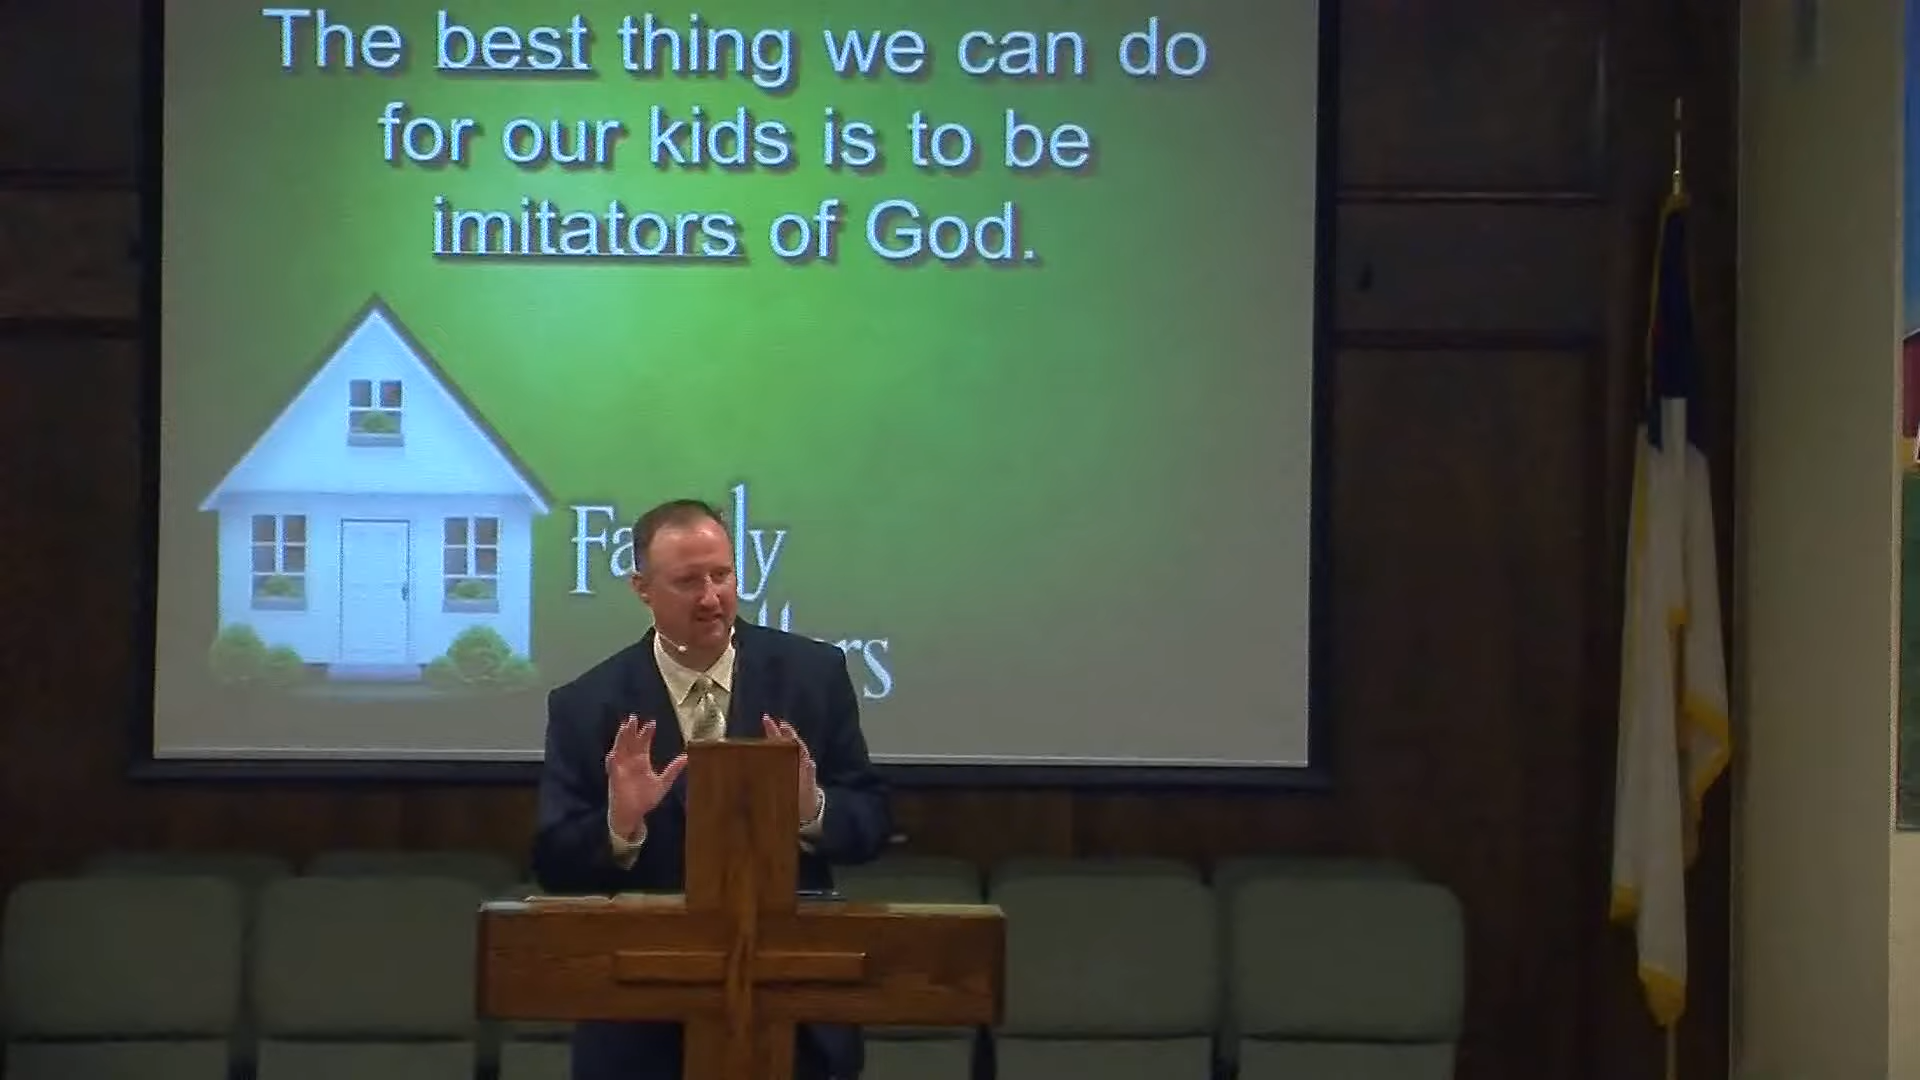 The best thing we can do
for our kids is to be
imitators of God.